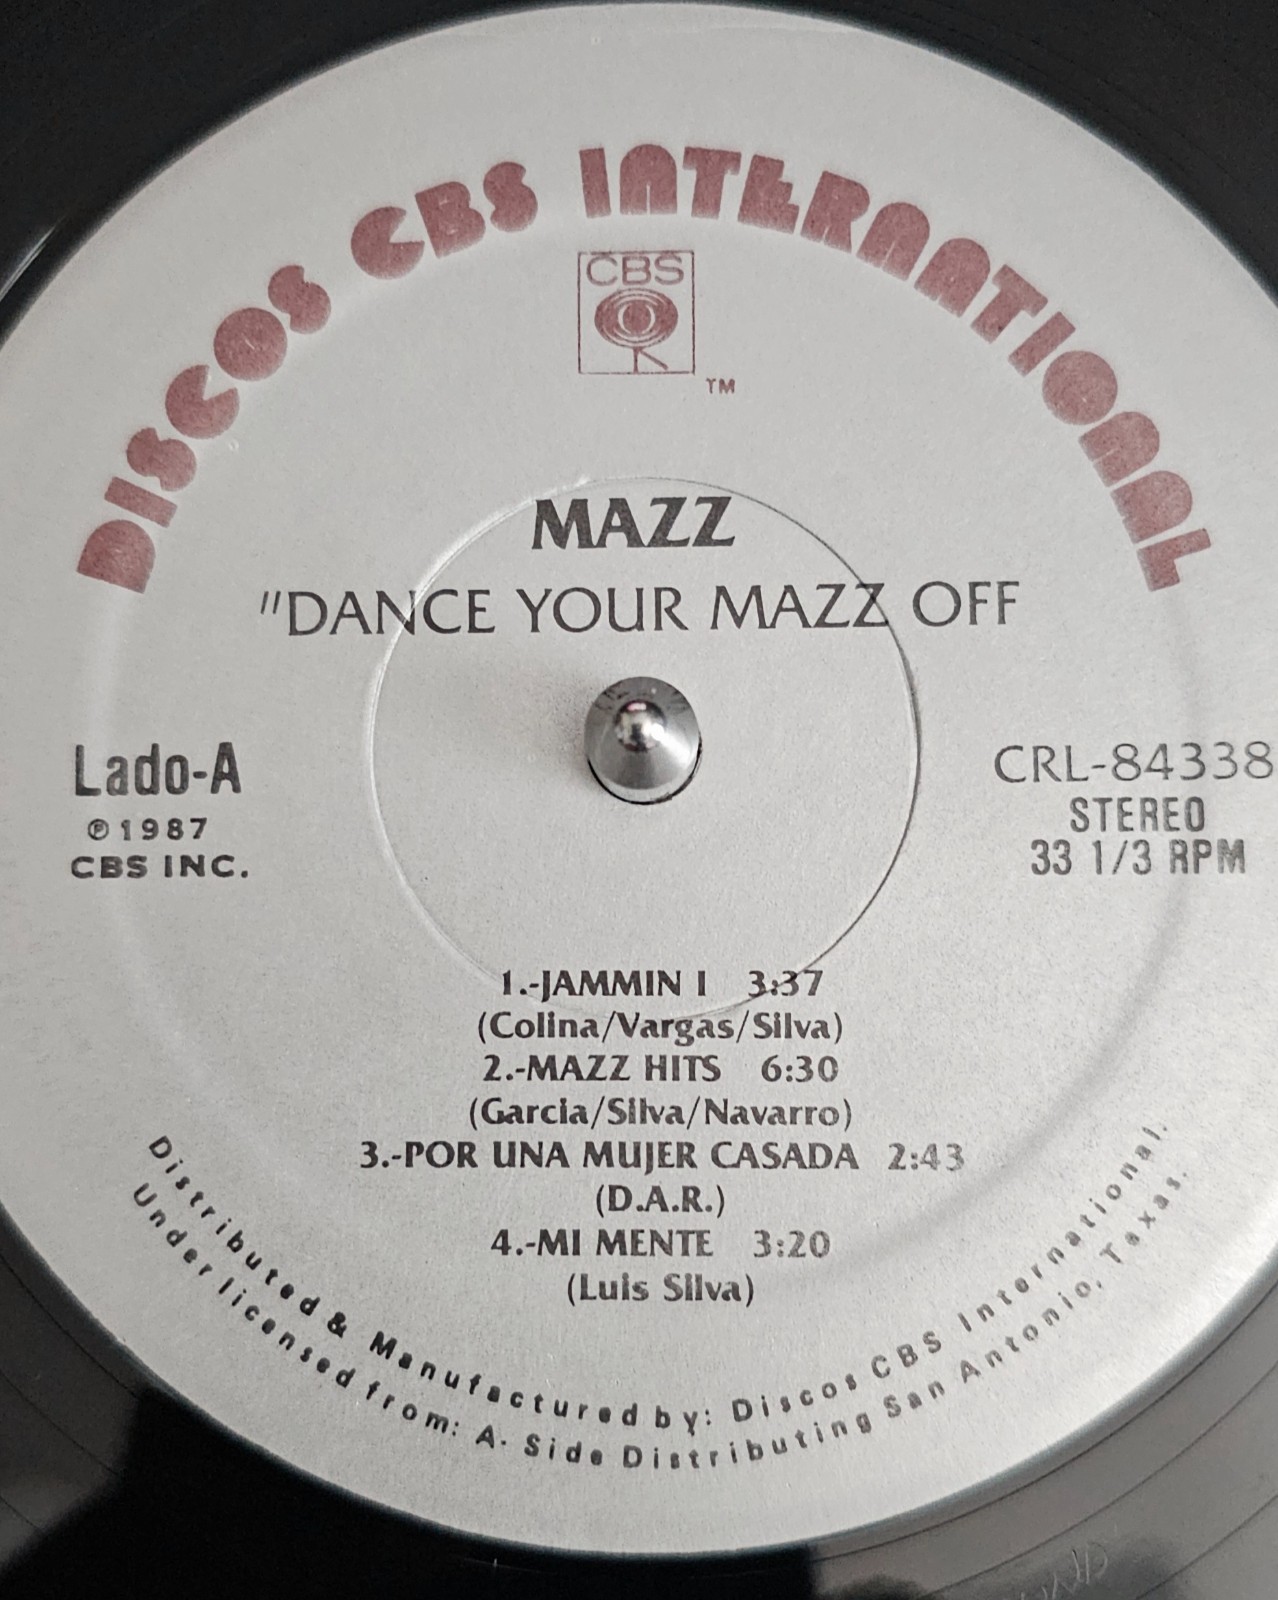 DISCOS CBS INTERNATIONAL
CBS
TM
MAZZ
"DANCE YOUR MAZZ OFF
Lado-A
℗1987
CBS INC.
CRL-84338
STEREO
33 1/3 RPM
1.-JAMMIN I 3:37
(Colina/Vargas/Silva)
2.-MAZZ HITS 6:30
(Garcia/Silva/Navarro)
3.-POR UNA MUJER CASADA 2:43
(D.A.R.)
4.-MI MENTE 3:20
(Luis Silva)
Distributed & Manufactured by: Discos CBS International.
Under licensed from: A. Side Distributing San Antonio, Texas.